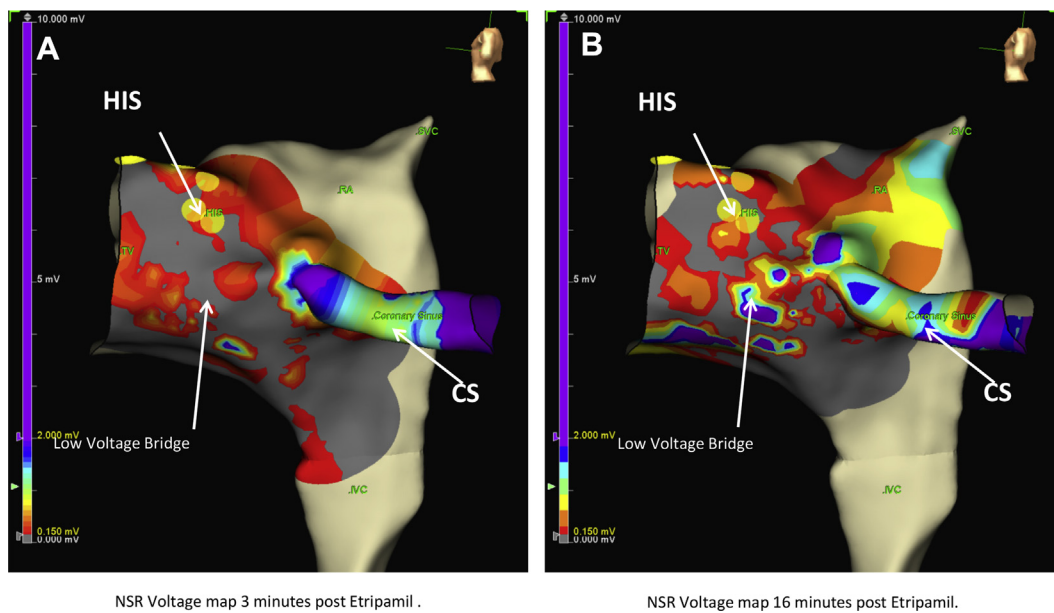 10.000 mV
A
HIS
.SVC
.RA
.HIS
TV
.5 mV
.Coronary Sinus
CS
2.000 mV
Low Voltage Bridge
.IVC
0.150 mV
0.000 mV
NSR Voltage map 3 minutes post Etripamil .
10.000 mV
B
HIS
.SVC
.RA
.HIS
TV
.5 mV
.Coronary Sinus
CS
2.000 mV
Low Voltage Bridge
.IVC
0.150 mV
0.000 mV
NSR Voltage map 16 minutes post Etripamil.